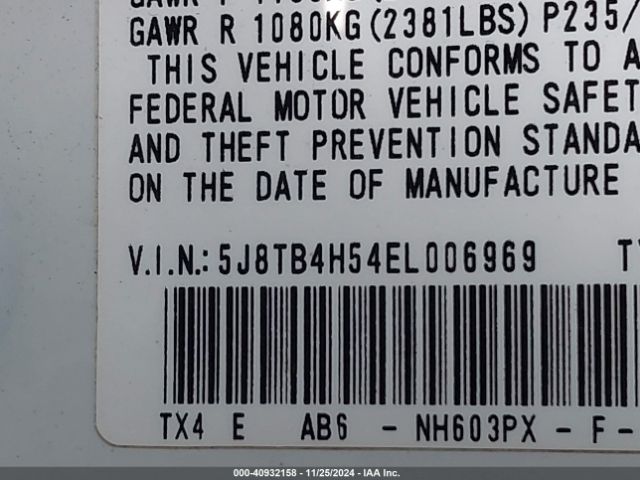 GAWR R 1080KG(2381LBS) P235/
THIS VEHICLE CONFORMS TO A
FEDERAL MOTOR VEHICLE SAFET
AND THEFT PREVENTION STANDA
ON THE DATE OF MANUFACTURE
V.I.N.: 5J8TB4H54EL006969
TX4 E AB6 - NH603PX - F -
000-40932158 - 11/25/2024 - IAA Inc.